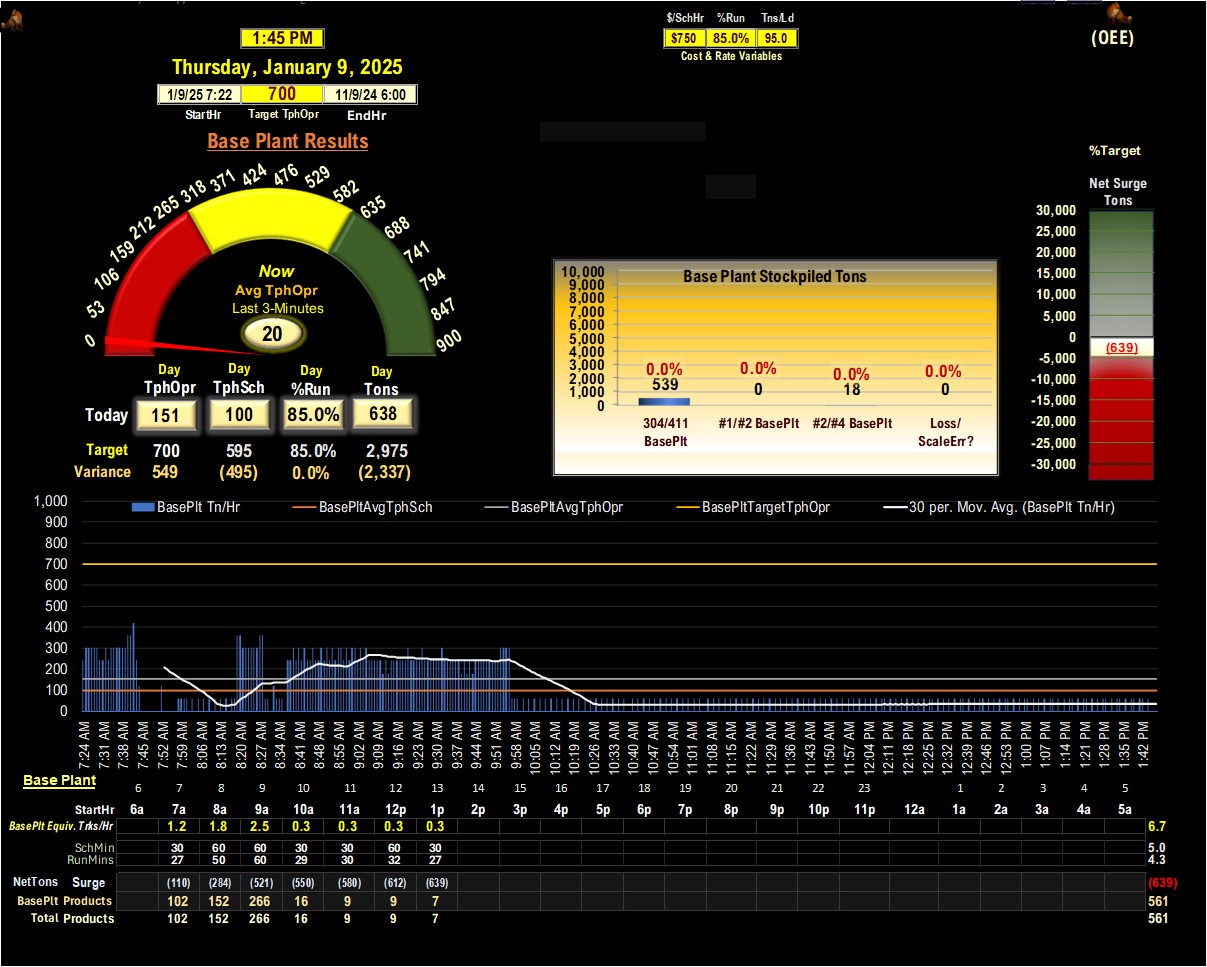 $/SchHr %Run Tns/Ld
1:45 PM
$750 85.0% 95.0
(OEE)
Cost & Rate Variables
Thursday, January 9, 2025
1/9/25 7:22 700 11/9/24 6:00
StartHr Target TphOpr EndHr
Base Plant Results
%Target
Net Surge
Tons
0 53 106 159 212 265 318 371 424 476 529 582 635 688 741 794 847 900
Now
Avg TphOpr
Last 3-Minutes
20
Day Day Day Day
TphOpr TphSch %Run Tons
Today 151 100 85.0% 638
Target 700 595 85.0% 2,975
Variance 549 (495) 0.0% (2,337)
Base Plant Stockpiled Tons
10,000
9,000
8,000
7,000
6,000
5,000
4,000
3,000
2,000
1,000
0
0.0% 0.0% 0.0% 0.0%
539 0 18 0
304/411 #1/#2 BasePlt #2/#4 BasePlt Loss/
BasePlt ScaleErr?
30,000
25,000
20,000
15,000
10,000
5,000
0
(639)
-5,000
-10,000
-15,000
-20,000
-25,000
-30,000
BasePlt Tn/Hr BasePltAvgTphSch BasePltAvgTphOpr BasePltTargetTphOpr 30 per. Mov. Avg. (BasePlt Tn/Hr)
1,000
900
800
700
600
500
400
300
200
100
0
7:24 AM 7:31 AM 7:38 AM 7:45 AM 7:52 AM 7:59 AM 8:06 AM 8:13 AM 8:20 AM 8:27 AM 8:34 AM 8:41 AM 8:48 AM 8:55 AM 9:02 AM 9:09 AM 9:16 AM 9:23 AM 9:30 AM 9:37 AM 9:44 AM 9:51 AM 9:58 AM 10:05 AM 10:12 AM 10:19 AM 10:26 AM 10:33 AM 10:40 AM 10:47 AM 10:54 AM 11:01 AM 11:08 AM 11:15 AM 11:22 AM 11:29 AM 11:36 AM 11:43 AM 11:50 AM 11:57 AM 12:04 PM 12:11 PM 12:18 PM 12:25 PM 12:32 PM 12:39 PM 12:46 PM 12:53 PM 1:00 PM 1:07 PM 1:14 PM 1:21 PM 1:28 PM 1:35 PM 1:42 PM
Base Plant
6 7 8 9 10 11 12 13 14 15 16 17 18 19 20 21 22 23 1 2 3 4 5
StartHr 6a 7a 8a 9a 10a 11a 12p 1p 2p 3p 4p 5p 6p 7p 8p 9p 10p 11p 12a 1a 2a 3a 4a 5a
BasePlt Equiv. Trks/Hr 1.2 1.8 2.5 0.3 0.3 0.3 0.3 6.7
SchMin 30 60 60 30 30 60 30 5.0
RunMins 27 50 60 29 30 32 27 4.3
NetTons Surge (110) (284) (521) (550) (580) (612) (639) (639)
BasePlt Products 102 152 266 16 9 9 7 561
Total Products 102 152 266 16 9 9 7 561